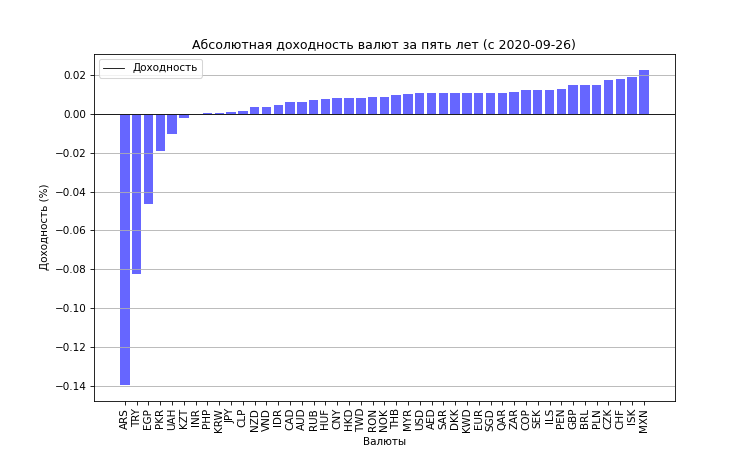 Абсолютная доходность валют за пять лет (с 2020-09-26)
Доходность
0.02
0.00
−0.02
−0.04
−0.06
−0.08
−0.10
−0.12
−0.14
Доходность (%)
ARS TRY EGP PKR UAH KZT INR PHP KRW JPY CLP NZD VND IDR CAD AUD RUB HUF CNY HKD TWD RON NOK THB MYR USD AED SAR DKK KWD EUR SGD QAR ZAR COP SEK ILS PEN GBP BRL PLN CZK CHF ISK MXN
Валюты